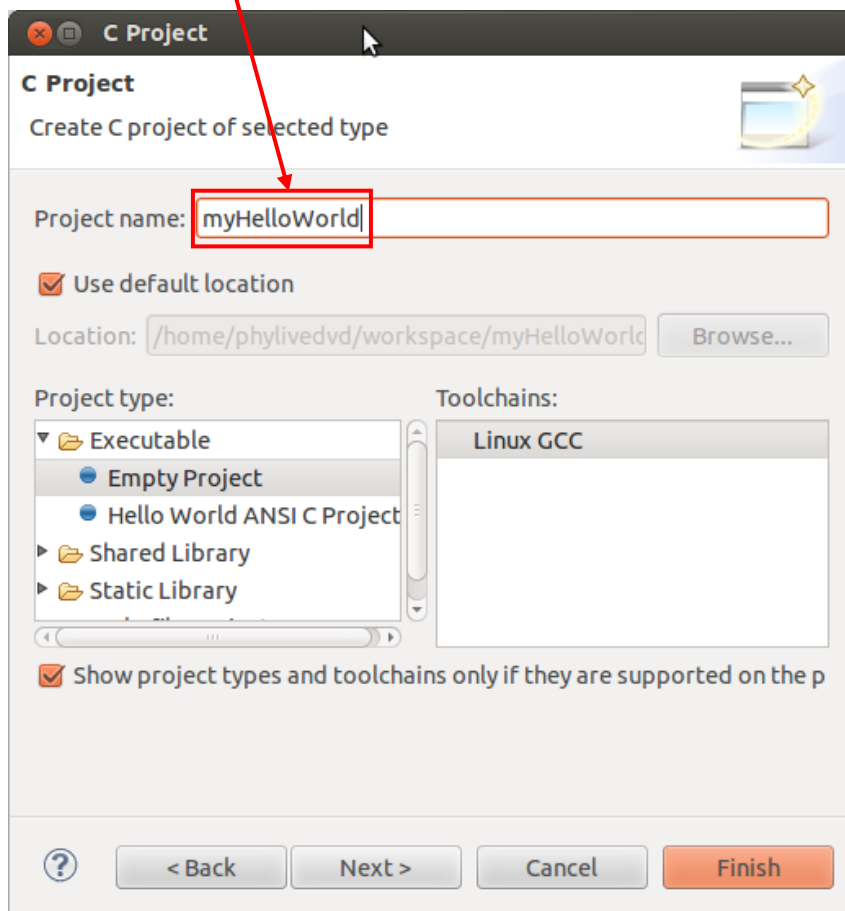 C Project
C Project
Create C project of selected type
Project name: myHelloWorld
Use default location
Location: /home/phylivedvd/workspace/myHelloWorld Browse...
Project type:
Toolchains:
Executable
Linux GCC
Empty Project
Hello World ANSI C Project
Shared Library
Static Library
Show project types and toolchains only if they are supported on the p
? < Back Next > Cancel Finish